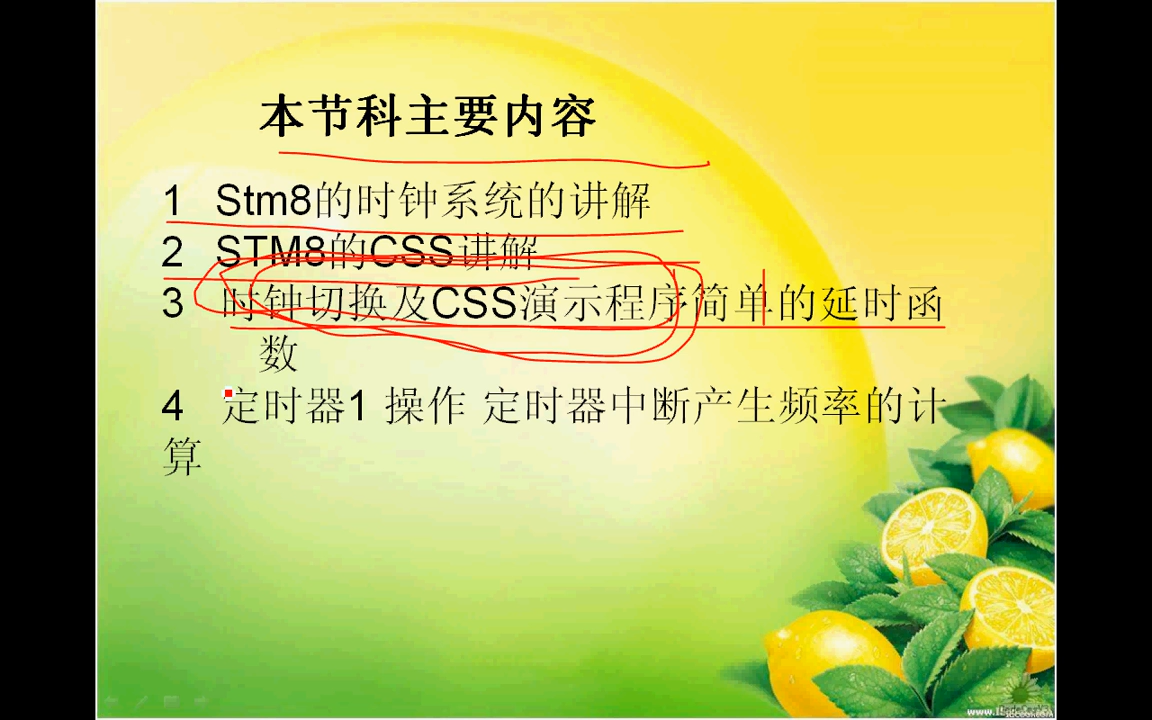 本节科主要内容
1 Stm8的时钟系统的讲解
2 STM8的CSS讲解
3 时钟切换及CSS演示程序简单的延时函
数
4 定时器1 操作 定时器中断产生频率的计
算